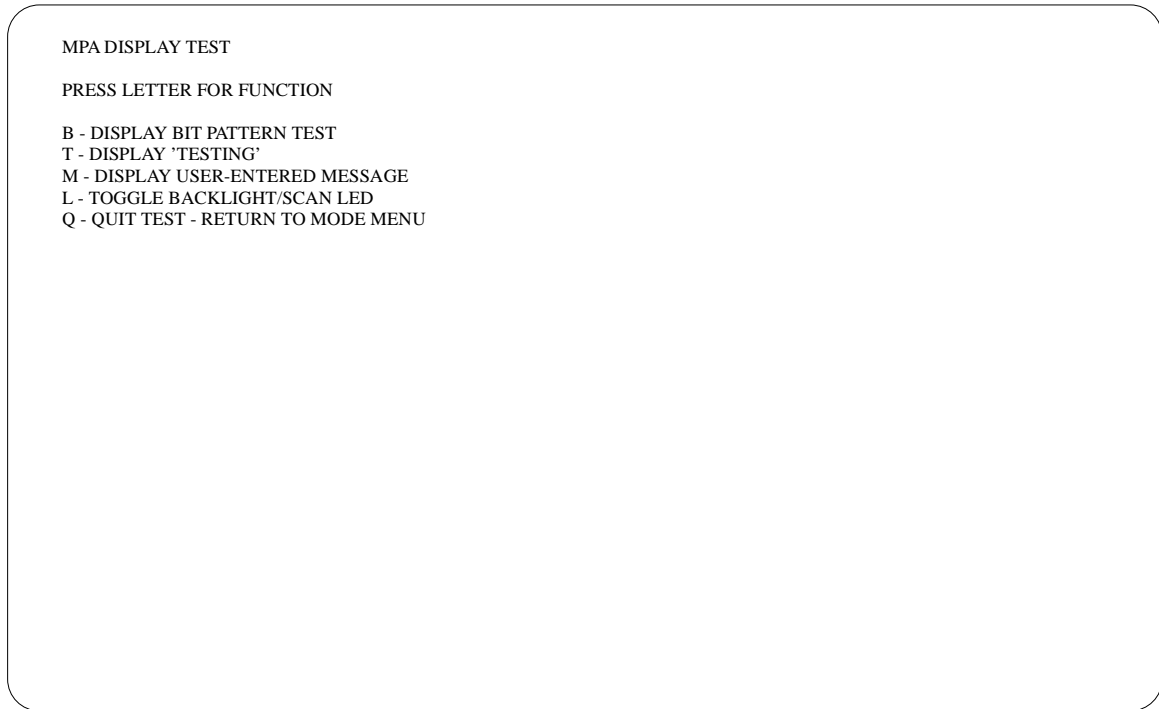 MPA DISPLAY TEST
PRESS LETTER FOR FUNCTION
B - DISPLAY BIT PATTERN TEST
T - DISPLAY ’TESTING’
M - DISPLAY USER-ENTERED MESSAGE
L - TOGGLE BACKLIGHT/SCAN LED
Q - QUIT TEST - RETURN TO MODE MENU